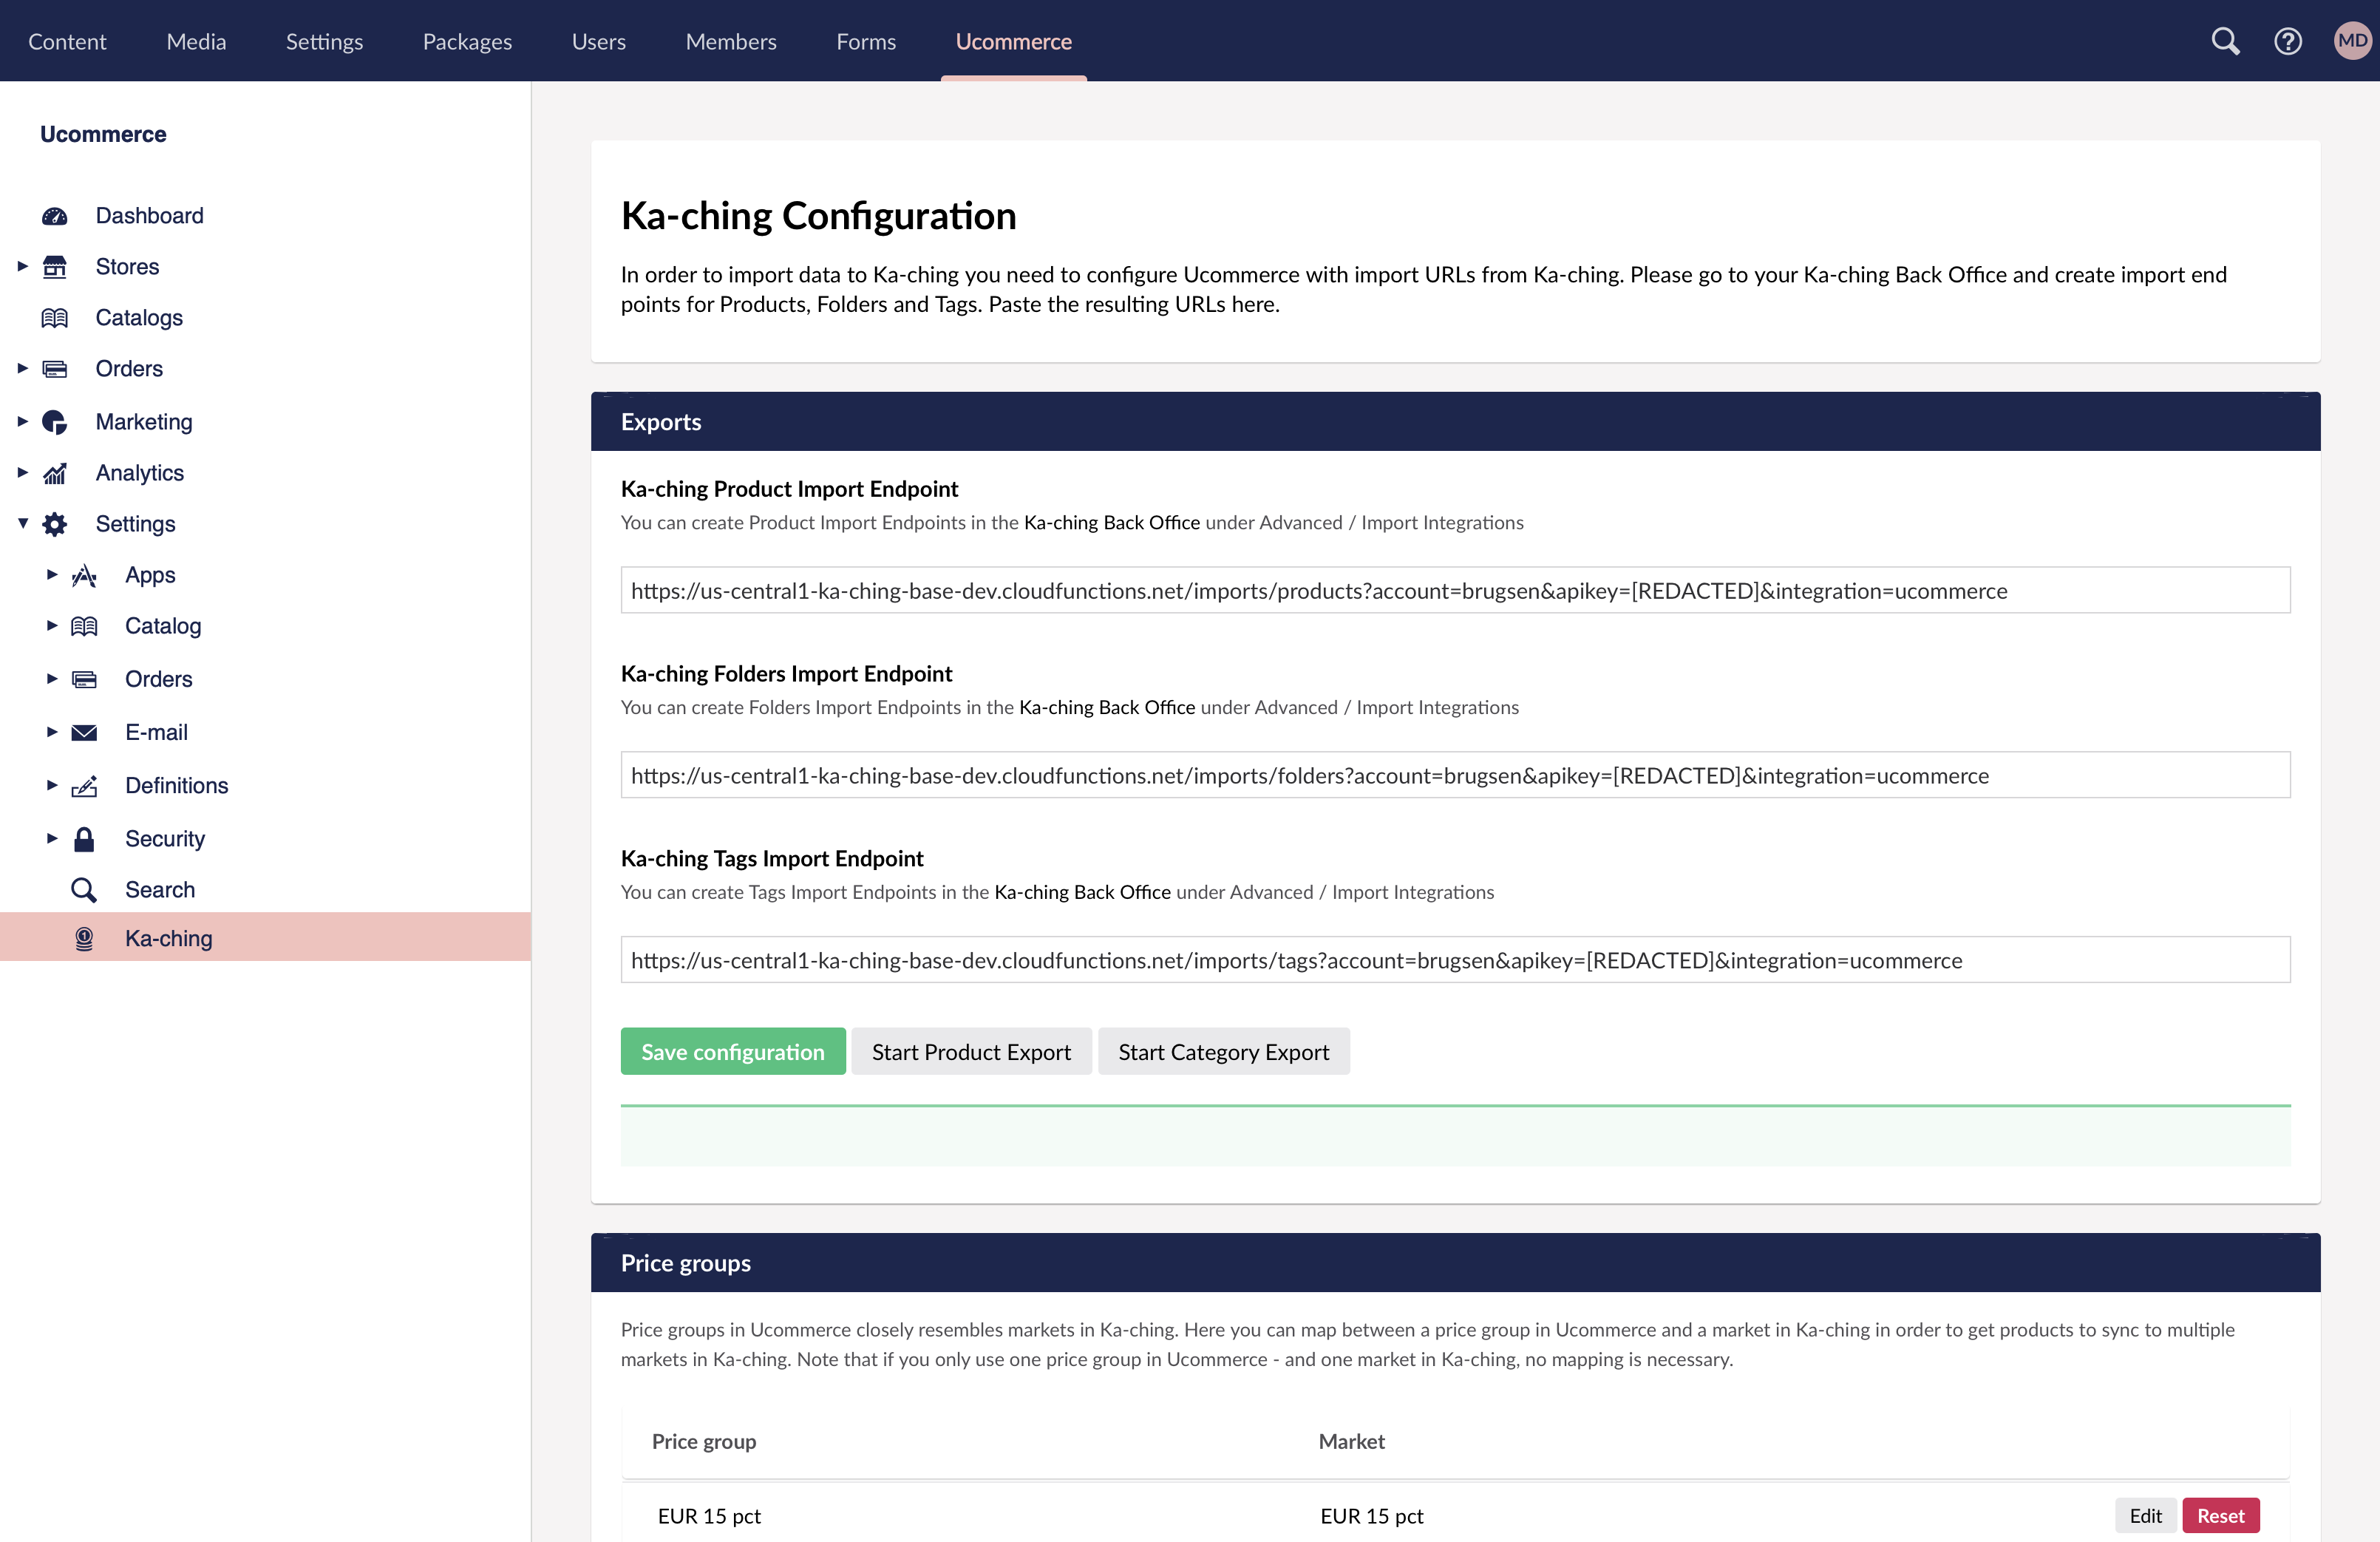 Content Media Settings Packages Users Members Forms Ucommerce MD
Ucommerce
Dashboard
Stores
Catalogs
Orders
Marketing
Analytics
Settings
Apps
Catalog
Orders
E-mail
Definitions
Security
Search
Ka-ching
Ka-ching Configuration
In order to import data to Ka-ching you need to configure Ucommerce with import URLs from Ka-ching. Please go to your Ka-ching Back Office and create import end
points for Products, Folders and Tags. Paste the resulting URLs here.
Exports
Ka-ching Product Import Endpoint
You can create Product Import Endpoints in the Ka-ching Back Office under Advanced / Import Integrations
https://us-central1-ka-ching-base-dev.cloudfunctions.net/imports/products?account=brugsen&apikey=[REDACTED]&integration=ucommerce
Ka-ching Folders Import Endpoint
You can create Folders Import Endpoints in the Ka-ching Back Office under Advanced / Import Integrations
https://us-central1-ka-ching-base-dev.cloudfunctions.net/imports/folders?account=brugsen&apikey=[REDACTED]&integration=ucommerce
Ka-ching Tags Import Endpoint
You can create Tags Import Endpoints in the Ka-ching Back Office under Advanced / Import Integrations
https://us-central1-ka-ching-base-dev.cloudfunctions.net/imports/tags?account=brugsen&apikey=[REDACTED]&integration=ucommerce
Save configuration Start Product Export Start Category Export
Price groups
Price groups in Ucommerce closely resembles markets in Ka-ching. Here you can map between a price group in Ucommerce and a market in Ka-ching in order to get products to sync to multiple
markets in Ka-ching. Note that if you only use one price group in Ucommerce - and one market in Ka-ching, no mapping is necessary.
Price group Market
EUR 15 pct EUR 15 pct Edit Reset